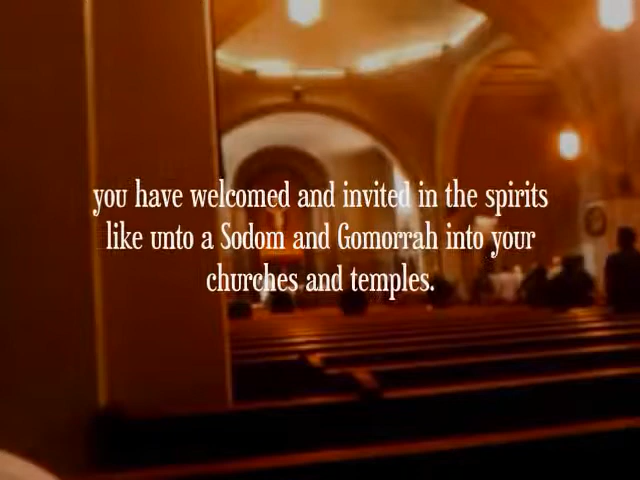 you have welcomed and invited in the spirits
like unto a Sodom and Gomorrah into your
churches and temples.